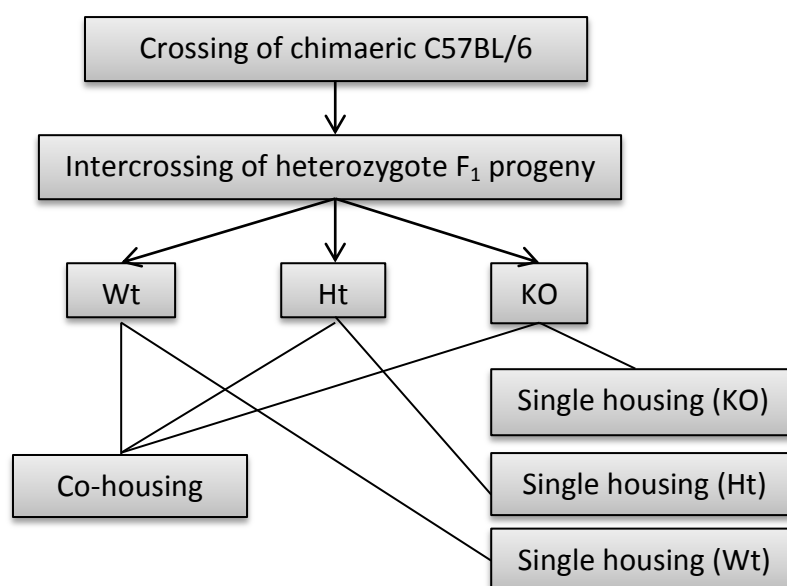 Crossing of chimaeric C57BL/6
Intercrossing of heterozygote F₁ progeny
Wt
Ht
KO
Single housing (KO)
Co-housing
Single housing (Ht)
Single housing (Wt)